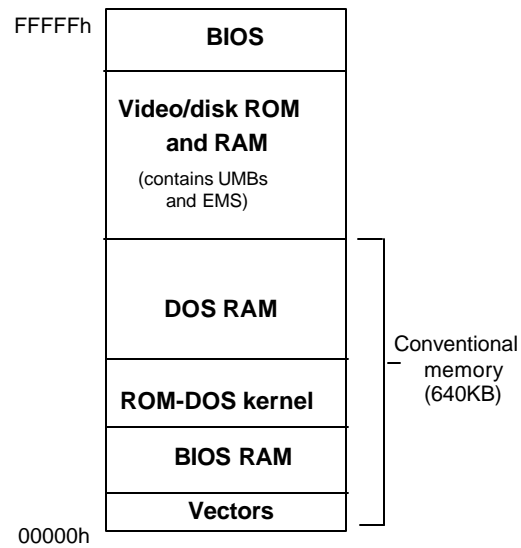 FFFFFh
BIOS
Video/disk ROM
and RAM
(contains UMBs
and EMS)
DOS RAM
Conventional
memory
(640KB)
ROM-DOS kernel
BIOS RAM
Vectors
00000h